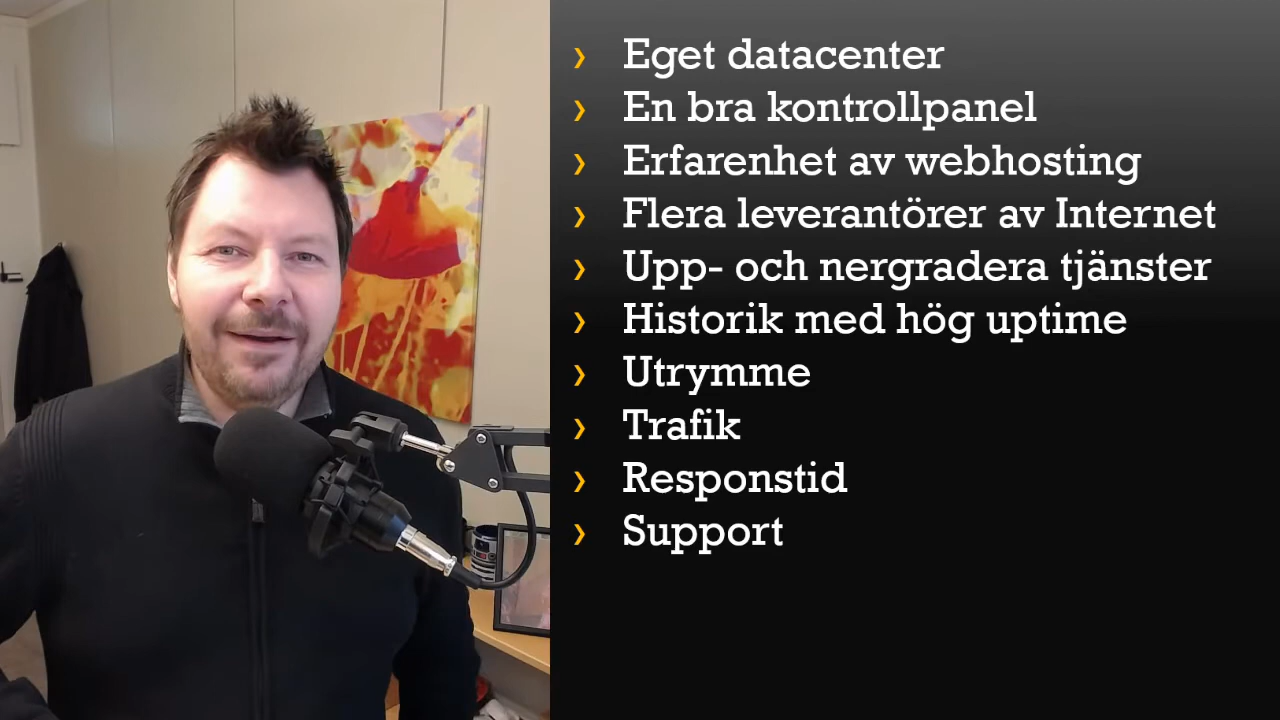 Eget datacenter
En bra kontrollpanel
Erfarenhet av webhosting
Flera leverantörer av Internet
Upp- och nergradera tjänster
Historik med hög uptime
Utrymme
Trafik
Responstid
Support